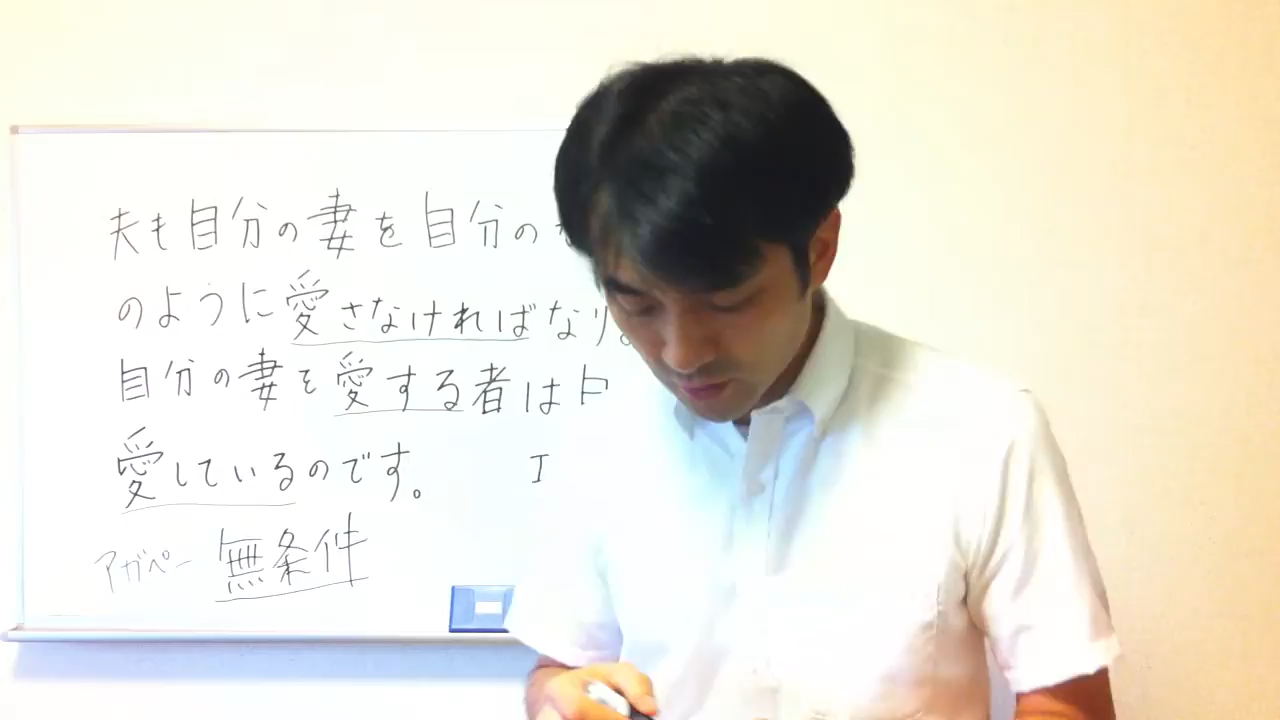 夫も自分の妻を自分の
のように愛さなければなり
自分の妻を愛する者は
愛しているのです。
アガペー 無条件